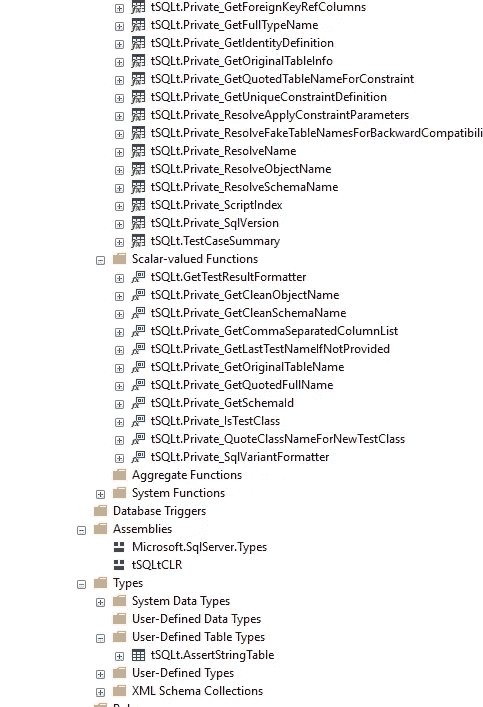 tSQLt.Private_GetForeignKeyRefColumns
tSQLt.Private_GetFullTypeName
tSQLt.Private_GetIdentityDefinition
tSQLt.Private_GetOriginalTableInfo
tSQLt.Private_GetQuotedTableNameForConstraint
tSQLt.Private_GetUniqueConstraintDefinition
tSQLt.Private_ResolveApplyConstraintParameters
tSQLt.Private_ResolveFakeTableNamesForBackwardCompatibili
tSQLt.Private_ResolveName
tSQLt.Private_ResolveObjectName
tSQLt.Private_ResolveSchemaName
tSQLt.Private_ScriptIndex
tSQLt.Private_SqlVersion
tSQLt.TestCaseSummary
Scalar-valued Functions
tSQLt.GetTestResultFormatter
tSQLt.Private_GetCleanObjectName
tSQLt.Private_GetCleanSchemaName
tSQLt.Private_GetCommaSeparatedColumnList
tSQLt.Private_GetLastTestNameIfNotProvided
tSQLt.Private_GetOriginalTableName
tSQLt.Private_GetQuotedFullName
tSQLt.Private_GetSchemaId
tSQLt.Private_IsTestClass
tSQLt.Private_QuoteClassNameForNewTestClass
tSQLt.Private_SqlVariantFormatter
Aggregate Functions
System Functions
Database Triggers
Assemblies
Microsoft.SqlServer.Types
tSQLtCLR
Types
System Data Types
User-Defined Data Types
User-Defined Table Types
tSQLt.AssertStringTable
User-Defined Types
XML Schema Collections